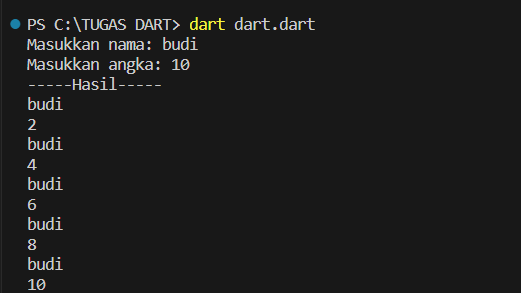 PS C:\TUGAS DART> dart dart.dart
Masukkan nama: budi
Masukkan angka: 10
-----Hasil-----
budi
2
budi
4
budi
6
budi
8
budi
10